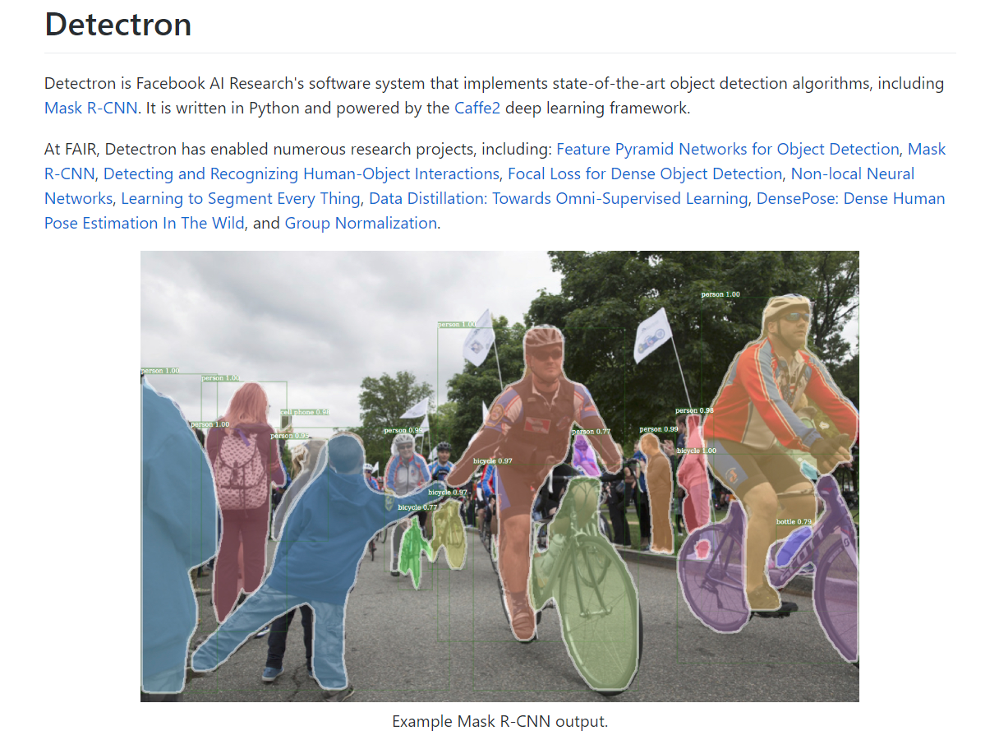 Detectron
Detectron is Facebook AI Research's software system that implements state-of-the-art object detection algorithms, including
Mask R-CNN. It is written in Python and powered by the Caffe2 deep learning framework.
At FAIR, Detectron has enabled numerous research projects, including: Feature Pyramid Networks for Object Detection, Mask
R-CNN, Detecting and Recognizing Human-Object Interactions, Focal Loss for Dense Object Detection, Non-local Neural
Networks, Learning to Segment Every Thing, Data Distillation: Towards Omni-Supervised Learning, DensePose: Dense Human
Pose Estimation In The Wild, and Group Normalization.
person 1.00
person 1.00
person 1.00
person 1.00
cell phone 0.98
person 0.98
person 1.00
person 0.99
person 0.77
person 0.99
person 0.95
bicycle 1.00
bicycle 0.97
bicycle 0.97
bicycle 0.77
bottle 0.79
SCOTT
Example Mask R-CNN output.